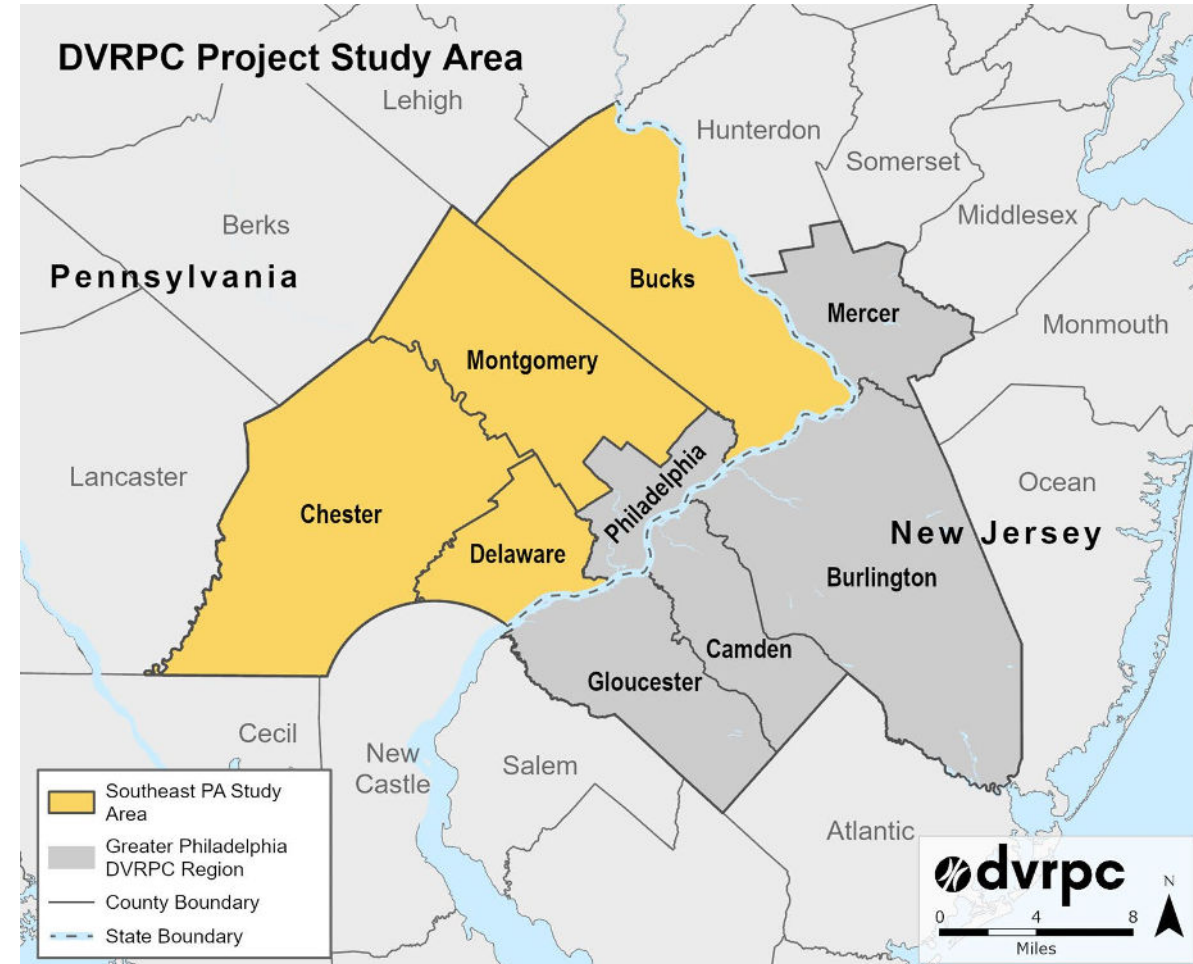 DVRPC Project Study Area
Lehigh
Hunterdon
Somerset
Middlesex
Berks
Pennsylvania
Bucks
Mercer
Monmouth
Montgomery
Lancaster
Philadelphia
Ocean
Chester
New Jersey
Delaware
Burlington
Camden
Gloucester
Cecil
New
Castle
Salem
Atlantic
Southeast PA Study
Area
Greater Philadelphia
DVRPC Region
County Boundary
State Boundary
dvrpc
N
0 4 8
Miles